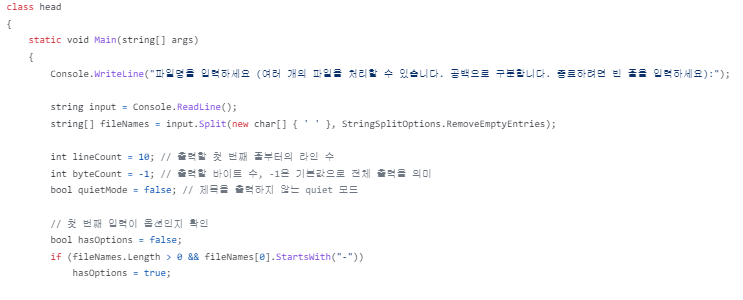 class head
{
static void Main(string[] args)
{
Console.WriteLine("파일명을 입력하세요 (여러 개의 파일을 처리할 수 있습니다. 공백으로 구분합니다. 종료하려면 빈 줄을 입력하세요):");
string input = Console.ReadLine();
string[] fileNames = input.Split(new char[] { ' ' }, StringSplitOptions.RemoveEmptyEntries);
int lineCount = 10; // 출력할 첫 번째 줄부터의 라인 수
int byteCount = -1; // 출력할 바이트 수, -1은 기본값으로 전체 출력을 의미
bool quietMode = false; // 제목을 출력하지 않는 quiet 모드
// 첫 번째 입력이 옵션인지 확인
bool hasOptions = false;
if (fileNames.Length > 0 && fileNames[0].StartsWith("-"))
hasOptions = true;